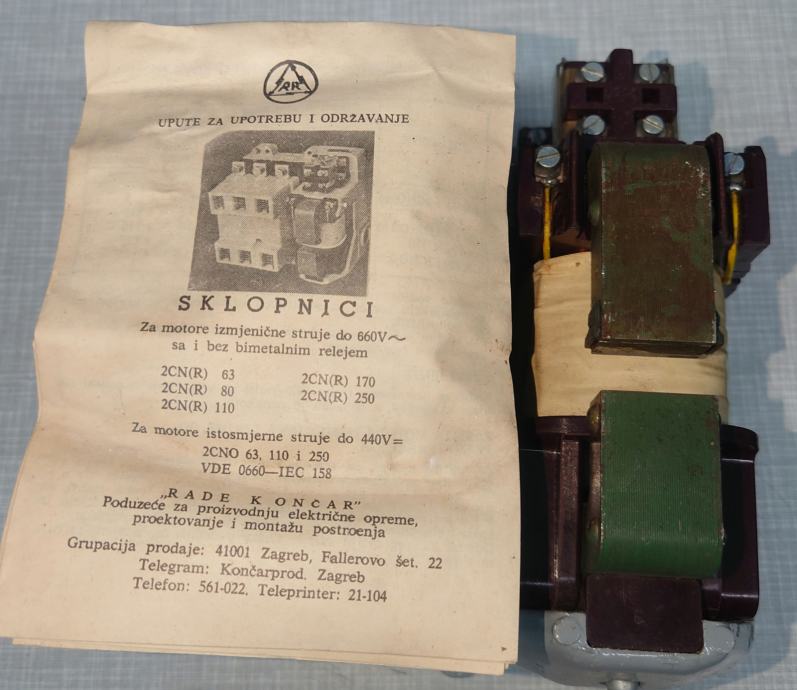 RR
UPUTE ZA UPOTREBU I ODRŽAVANJE
SKLOPNICI
Za motore izmjenične struje do 660V~
sa i bez bimetalnim relejem
2CN(R) 63 2CN(R) 170
2CN(R) 80 2CN(R) 250
2CN(R) 110
Za motore istosmjerne struje do 440V=
2CNO 63, 110 i 250
VDE 0660—IEC 158
„RADE KONČAR”
Poduzeće za proizvodnju električne opreme,
proektovanje i montažu postroenja
Grupacija prodaje: 41001 Zagreb, Fallerovo šet. 22
Telegram: Končarprod. Zagreb
Telefon: 561-022, Teleprinter: 21-104